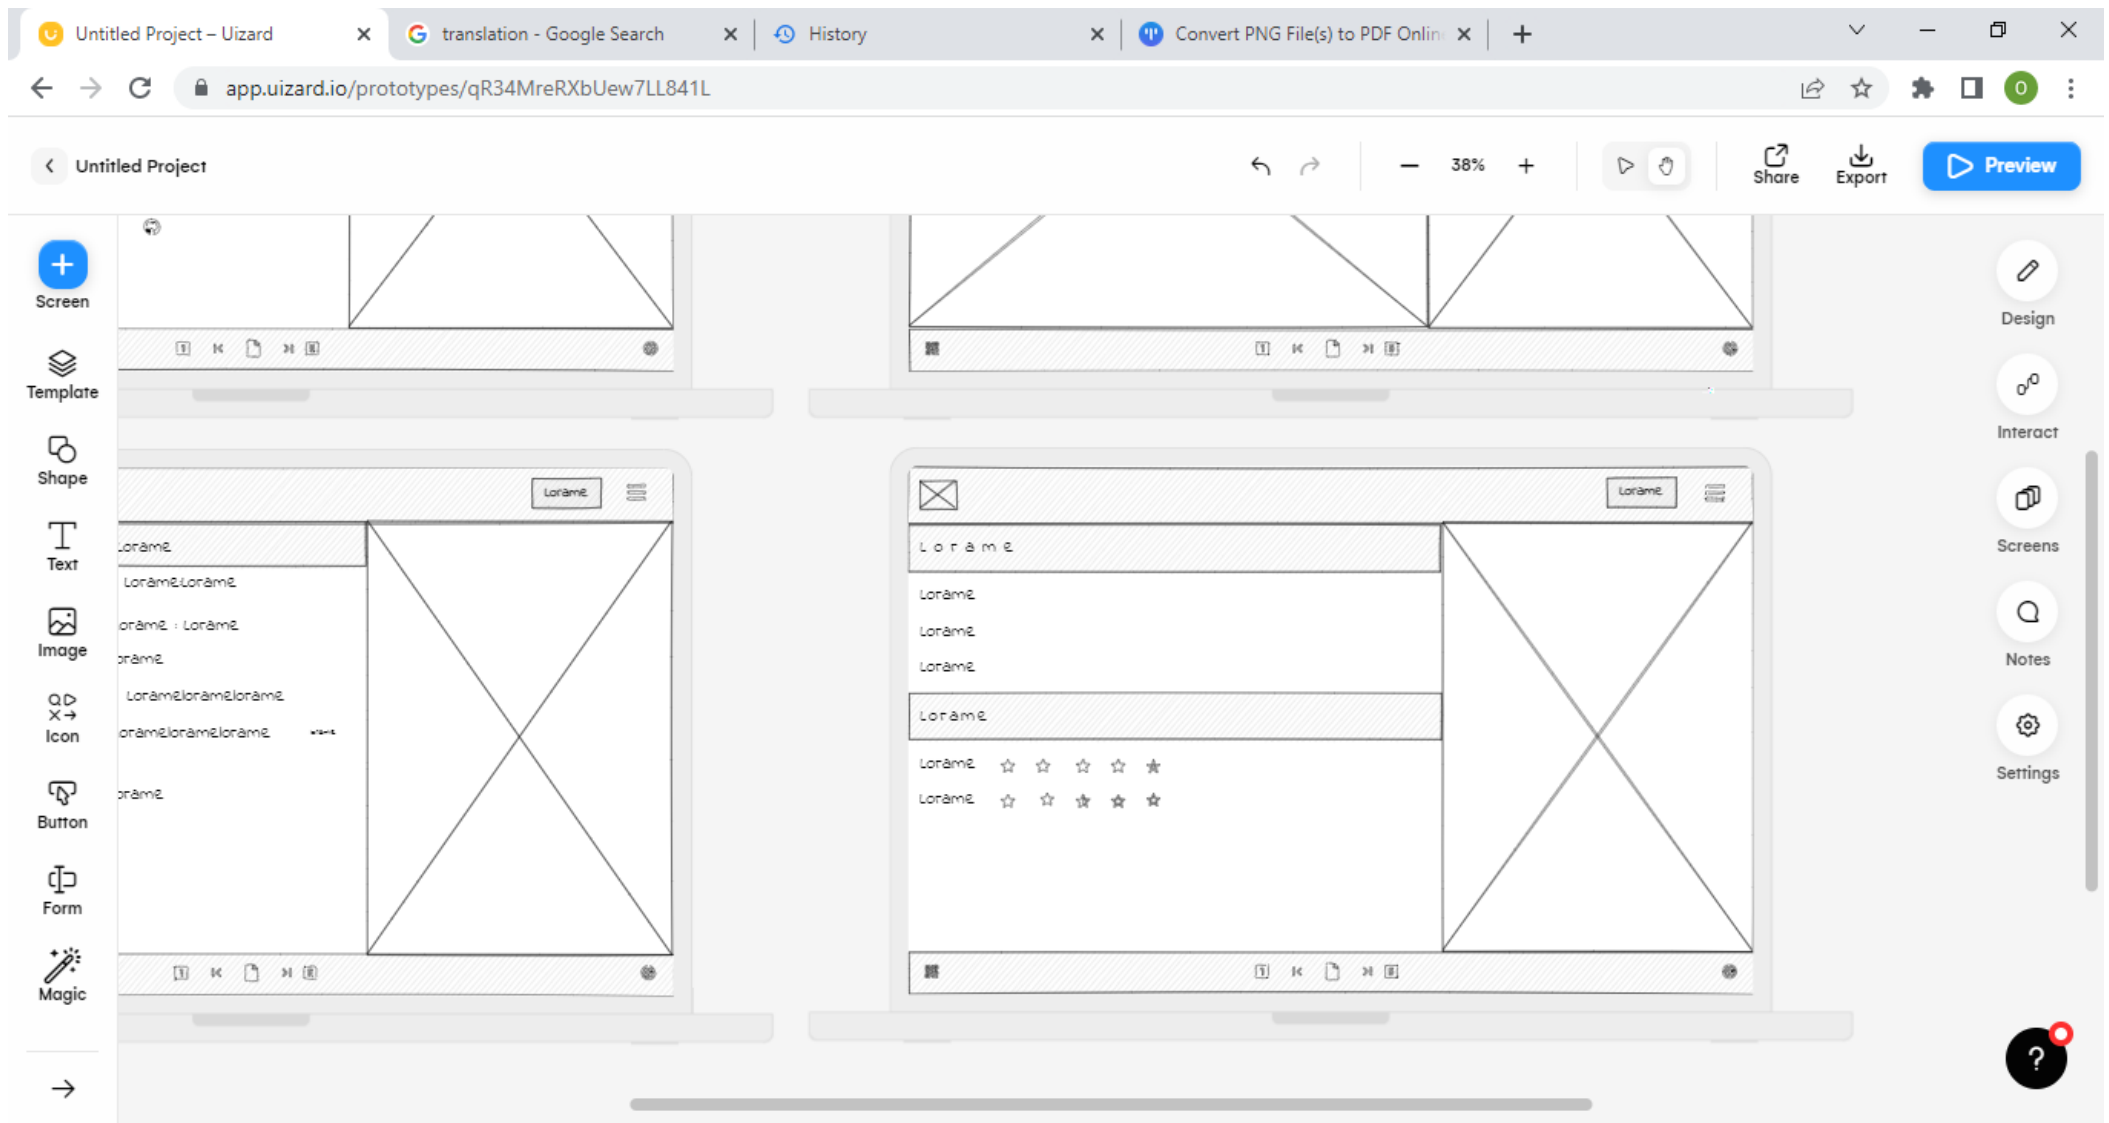 Untitled Project – Uizard
translation - Google Search
History
Convert PNG File(s) to PDF Onlin
app.uizard.io/prototypes/qR34MreRXbUew7LL841L
O
Untitled Project
38%
Share
Export
Preview
Screen
Template
Shape
Text
Image
Icon
Button
Form
Magic
Design
Interact
Screens
Notes
Settings
Lorame
Lorame
LorameLorame
orame : Lorame
orame
Lorameloramelorame
orameloramelorame
orame
Lorame
Lorame
Lorame
Lorame
Lorame
Lorame
Lorame
Lorame
?